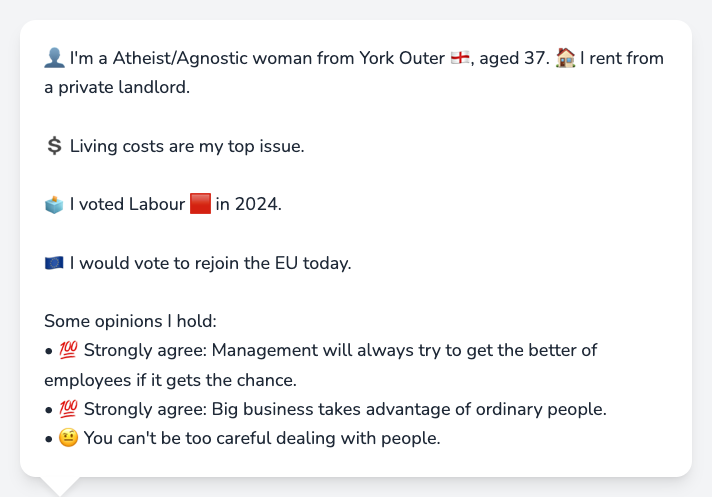 👤 I'm a Atheist/Agnostic woman from York Outer 🏴󠁧󠁢󠁥󠁮󠁧󠁿, aged 37. 🏠 I rent from
a private landlord.
💲 Living costs are my top issue.
🗳️ I voted Labour 🟥 in 2024.
🇪🇺 I would vote to rejoin the EU today.
Some opinions I hold:
• 💯 Strongly agree: Management will always try to get the better of
employees if it gets the chance.
• 💯 Strongly agree: Big business takes advantage of ordinary people.
• 🤨 You can't be too careful dealing with people.